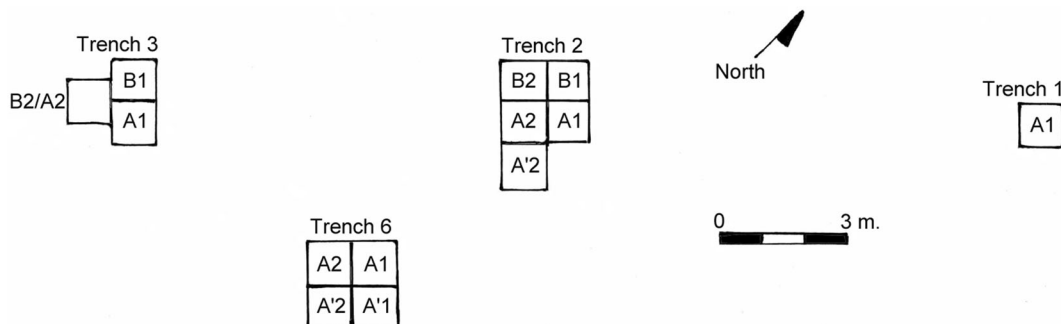 Trench 3
B1
B2/A2
A1
Trench 2
B2 B1
A2 A1
A'2
North
Trench 1
A1
0 3 m.
Trench 6
A2 A1
A'2 A'1